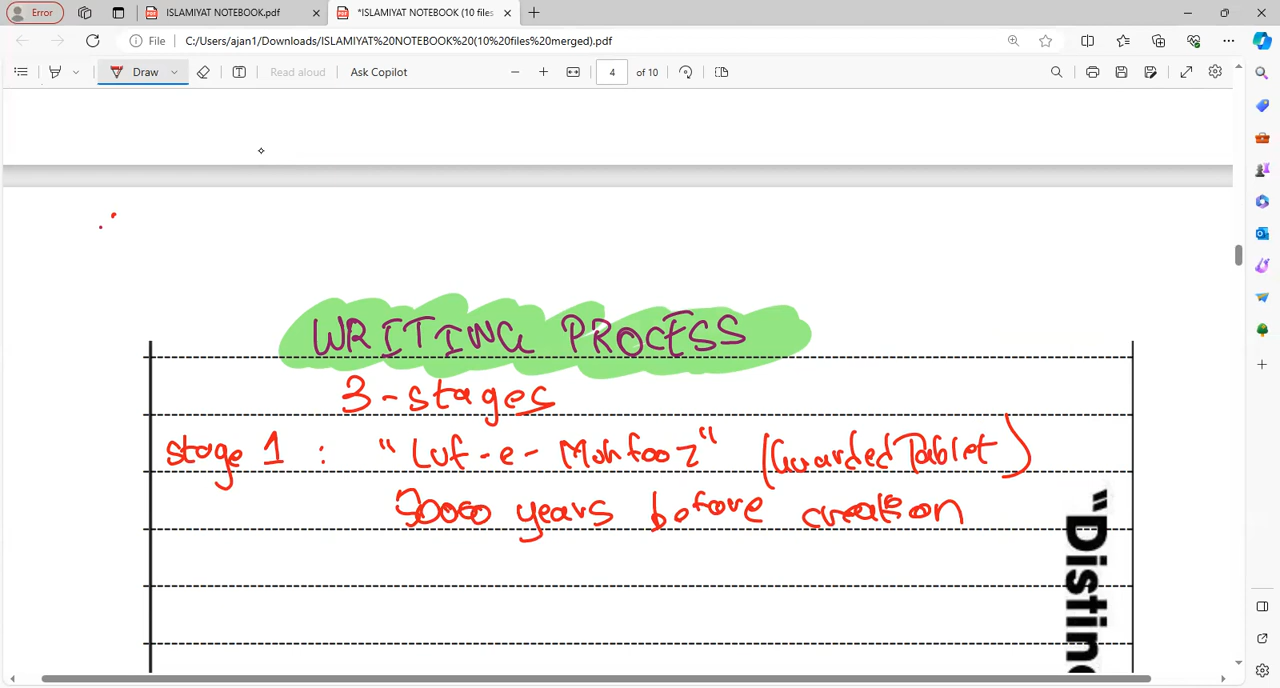 Error
ISLAMIYAT NOTEBOOK.pdf
*ISLAMIYAT NOTEBOOK (10 files
File
C:/Users/ajan1/Downloads/ISLAMIYAT%20NOTEBOOK%20(10%20files%20merged).pdf
Draw
Read aloud
Ask Copilot
4
of 10
WRITING PROCESS
3-stages
stage 1 : "Luf-e-Mohfooz" (Guarded Tablet)
50000 years before creation
"Distin